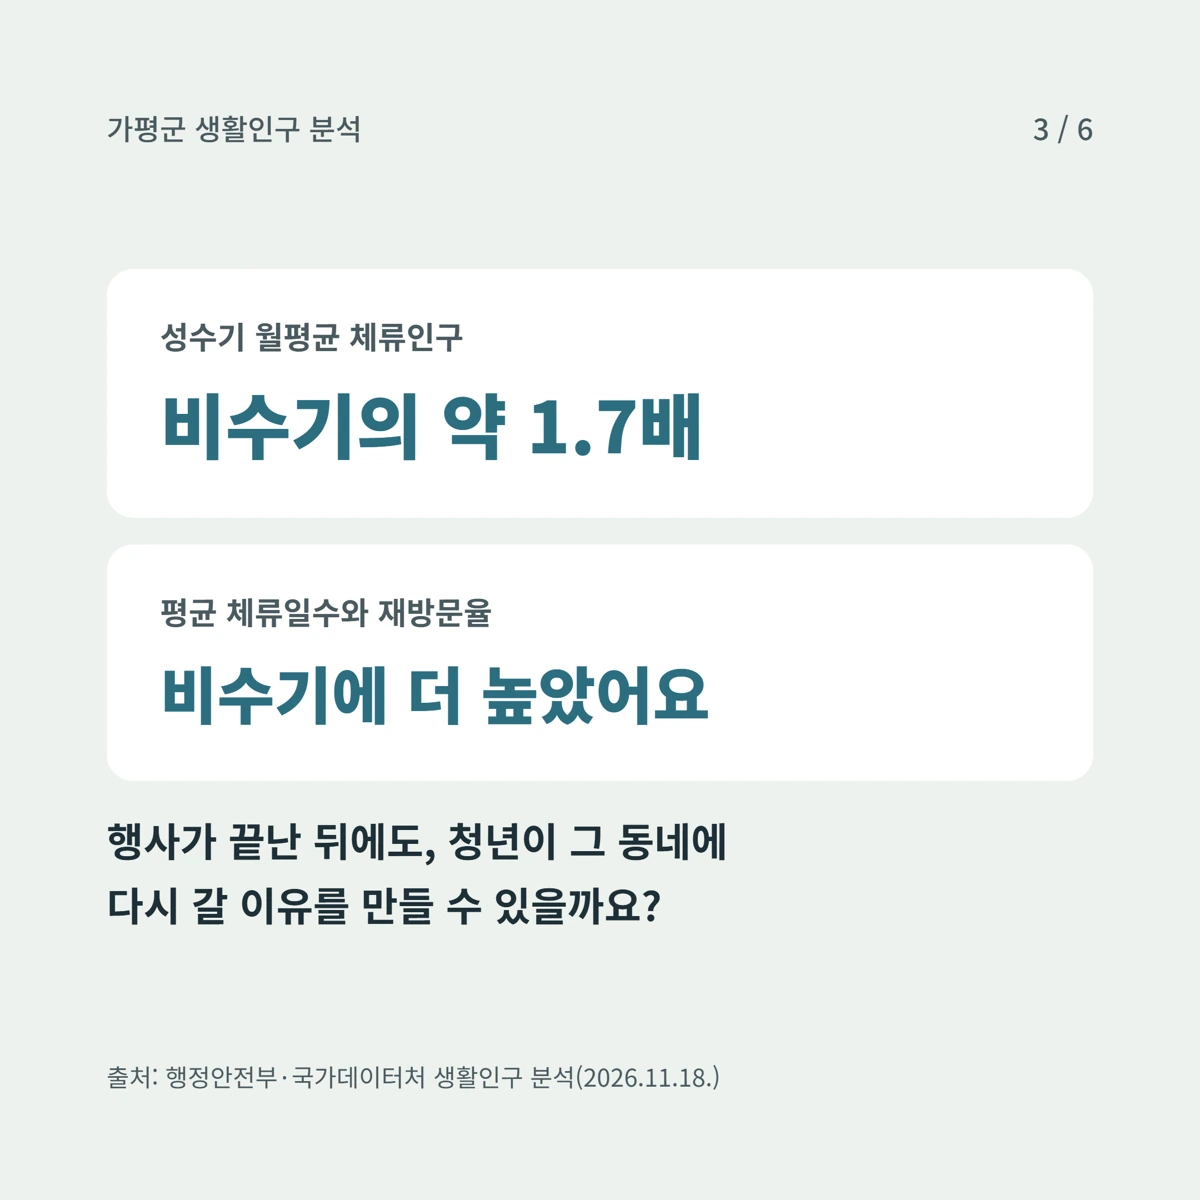 가평군 생활인구 분석
3 / 6
성수기 월평균 체류인구
비수기의 약 1.7배
평균 체류일수와 재방문율
비수기에 더 높았어요
행사가 끝난 뒤에도, 청년이 그 동네에
다시 갈 이유를 만들 수 있을까요?
출처: 행정안전부·국가데이터처 생활인구 분석(2026.11.18.)